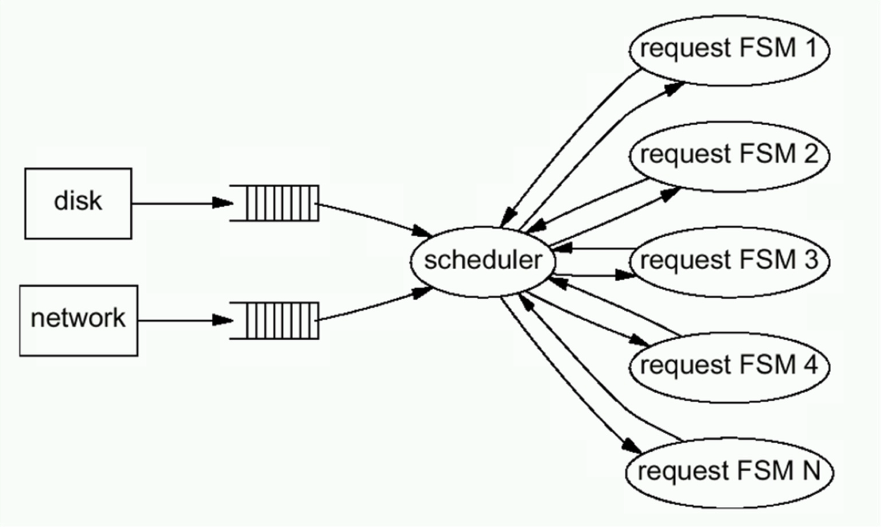 request FSM 1
request FSM 2
disk
scheduler
request FSM 3
network
request FSM 4
request FSM N